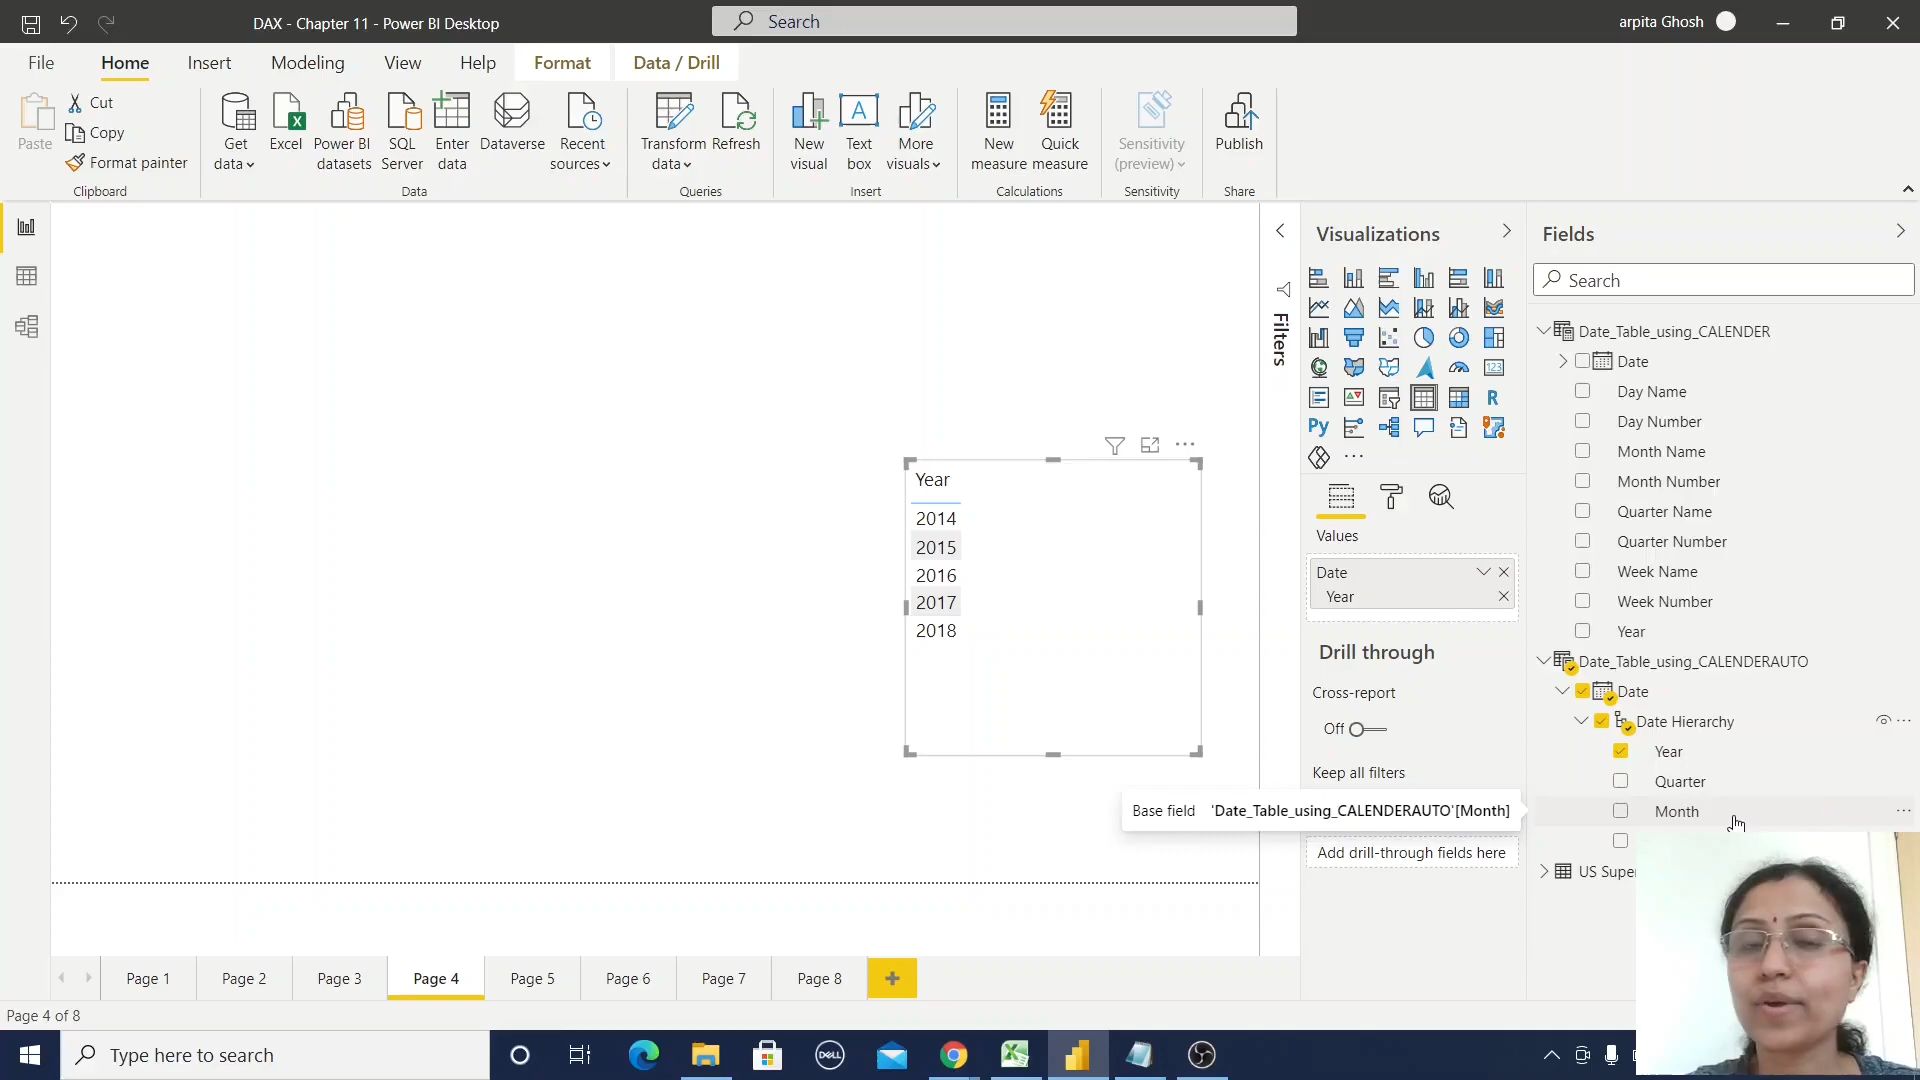 DAX - Chapter 11 - Power BI Desktop
Search
arpita Ghosh
File
Home
Insert
Modeling
View
Help
Format
Data / Drill
Paste
Cut
Copy
Format painter
Clipboard
Get data
Excel
Power BI datasets
SQL Server
Enter data
Dataverse
Recent sources
Data
Transform data
Refresh
Queries
New visual
A
Text box
More visuals
Insert
New measure
Quick measure
Calculations
Sensitivity (preview)
Sensitivity
Publish
Share
Year
2014
2015
2016
2017
2018
Filters
Visualizations
123
R
Py
Values
Date
Year
Drill through
Cross-report
Off
Keep all filters
Base field 'Date_Table_using_CALENDERAUTO'[Month]
Add drill-through fields here
Fields
Search
Date_Table_using_CALENDER
Date
Day Name
Day Number
Month Name
Month Number
Quarter Name
Quarter Number
Week Name
Week Number
Year
Date_Table_using_CALENDERAUTO
Date
Date Hierarchy
Year
Quarter
Month
US Super
Page 1
Page 2
Page 3
Page 4
Page 5
Page 6
Page 7
Page 8
Page 4 of 8
Type here to search
DELL